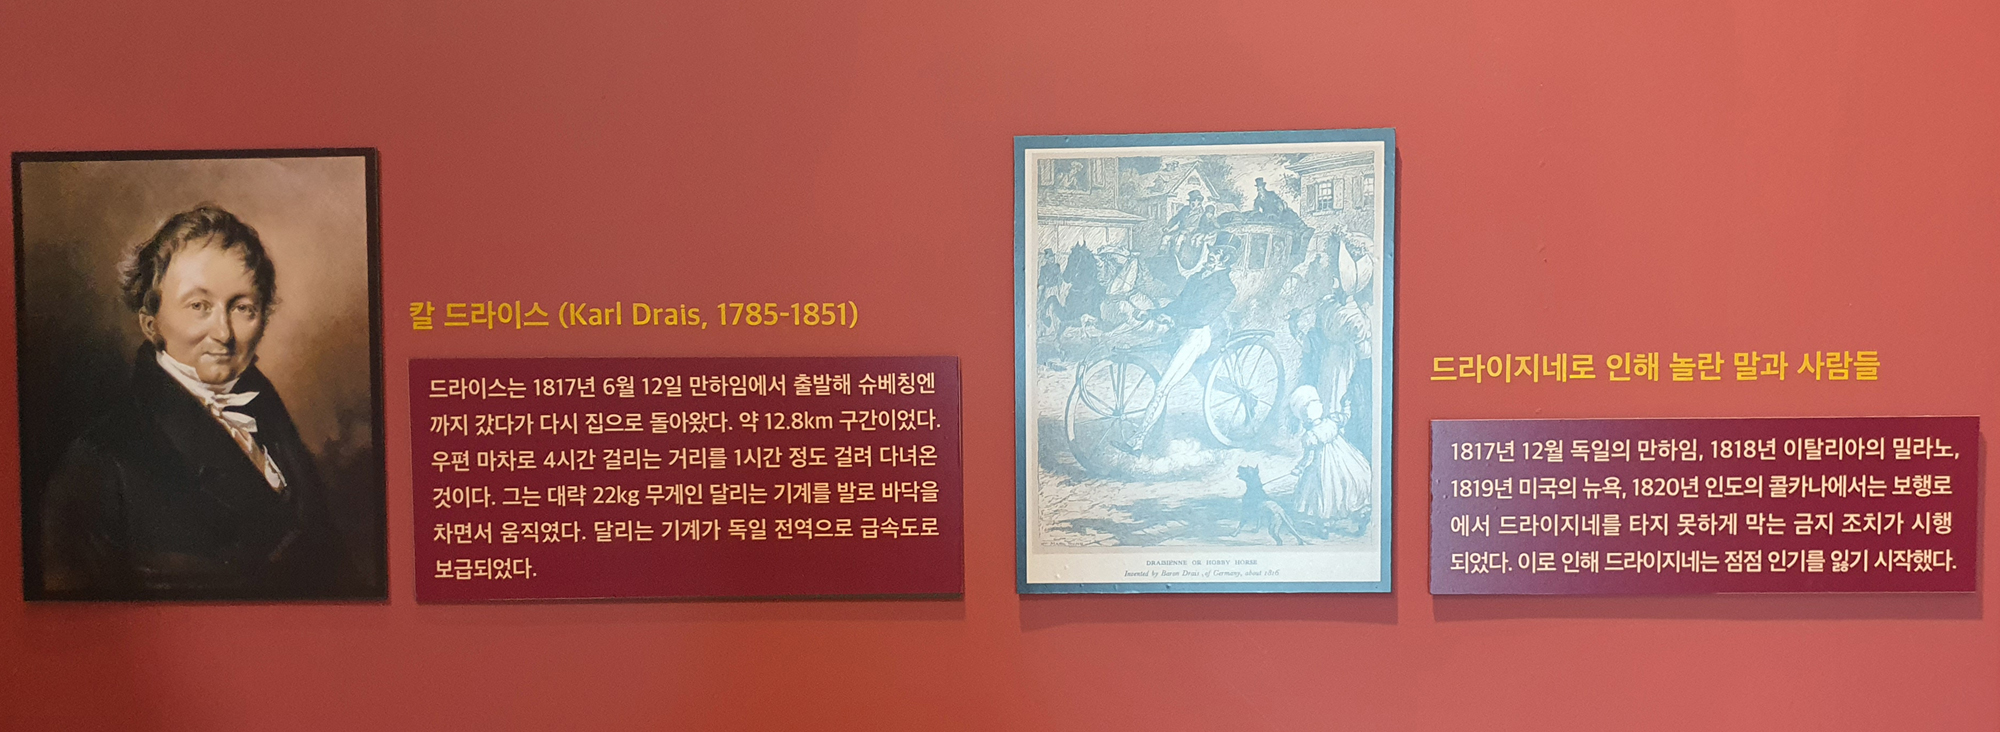 칼 드라이스 (Karl Drais, 1785-1851)
드라이스는 1817년 6월 12일 만하임에서 출발해 슈베칭엔
까지 갔다가 다시 집으로 돌아왔다. 약 12.8km 구간이었다.
우편 마차로 4시간 걸리는 거리를 1시간 정도 걸려 다녀온
것이다. 그는 대략 22kg 무게인 달리는 기계를 발로 바닥을
차면서 움직였다. 달리는 기계가 독일 전역으로 급속도로
보급되었다.
DRAISIENNE OR HOBBY HORSE
Invented by Baron Drais, of Germany, about 1816
드라이지네로 인해 놀란 말과 사람들
1817년 12월 독일의 만하임, 1818년 이탈리아의 밀라노,
1819년 미국의 뉴욕, 1820년 인도의 콜카나에서는 보행로
에서 드라이지네를 타지 못하게 막는 금지 조치가 시행
되었다. 이로 인해 드라이지네는 점점 인기를 잃기 시작했다.